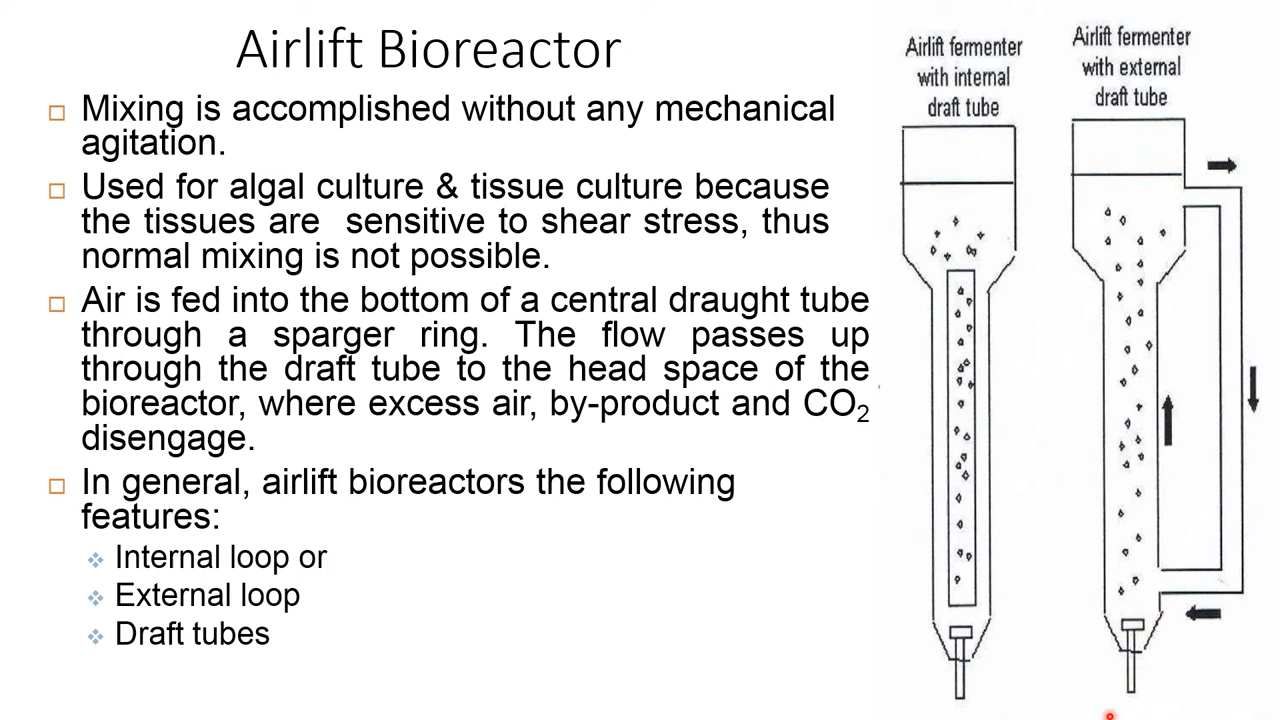 Airlift Bioreactor
Mixing is accomplished without any mechanical
agitation.
Used for algal culture & tissue culture because
the tissues are sensitive to shear stress, thus
normal mixing is not possible.
Air is fed into the bottom of a central draught tube
through a sparger ring. The flow passes up
through the draft tube to the head space of the
bioreactor, where excess air, by-product and CO₂
disengage.
In general, airlift bioreactors the following
features:
Internal loop or
External loop
Draft tubes
Airlift fermenter
with internal
draft tube
Airlift fermenter
with external
draft tube